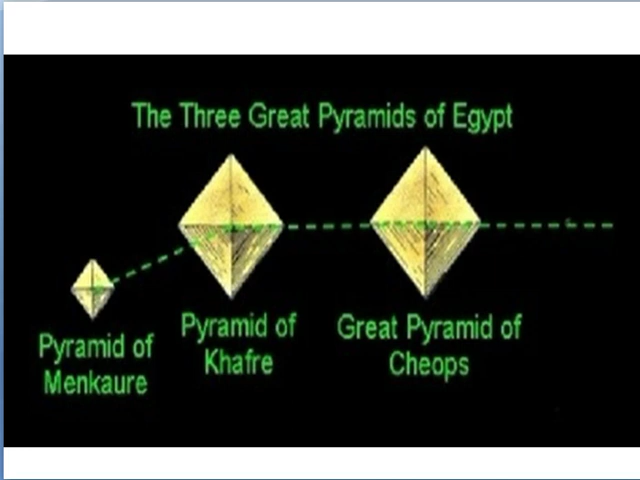 The Three Great Pyramids of Egypt
Pyramid of
Menkaure
Pyramid of
Khafre
Great Pyramid of
Cheops